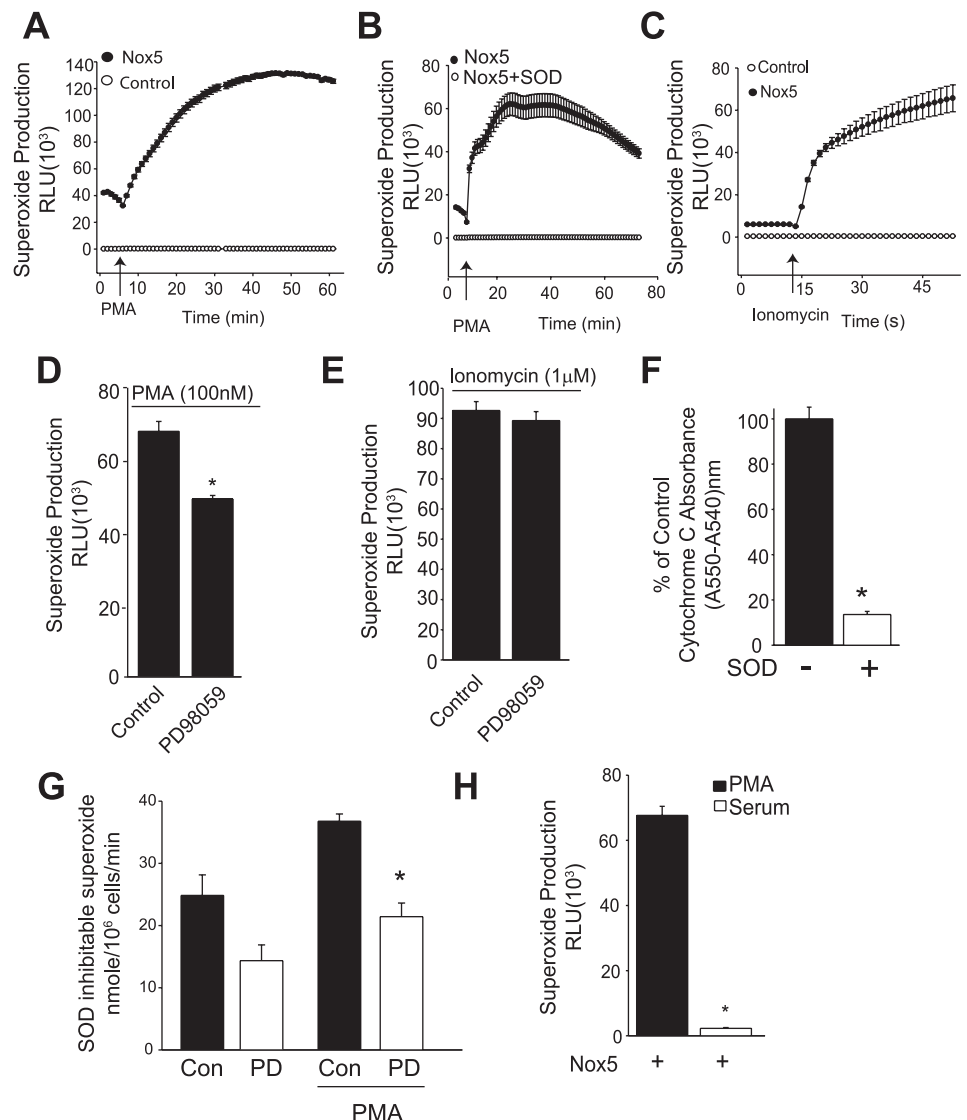 A
Nox5
Control
Superoxide Production
RLU(10³)
140
120
100
80
60
40
20
0
0 10 20 30 40 50 60
PMA
Time (min)
B
Nox5
Nox5+SOD
Superoxide Production
RLU(10³)
80
60
40
20
0
0 20 40 60 80
PMA
Time (min)
C
Control
Nox5
Superoxide Production
RLU(10³)
80
60
40
20
0
0 15 30 45
Ionomycin
Time (s)
D
PMA (100nM)
Superoxide Production
RLU(10³)
80
60
40
20
0
*
Control
PD98059
E
Ionomycin (1µM)
Superoxide Production
RLU(10³)
100
90
80
70
60
50
40
30
20
10
0
Control
PD98059
F
% of Control
Cytochrome C Absorbance
(A550-A540)nm
100
80
60
40
20
0
*
SOD - +
G
SOD inhibitable superoxide
nmole/10⁶ cells/min
40
30
20
10
0
*
Con PD Con PD
PMA
H
PMA
Serum
Superoxide Production
RLU(10³)
80
60
40
20
0
*
Nox5 + +